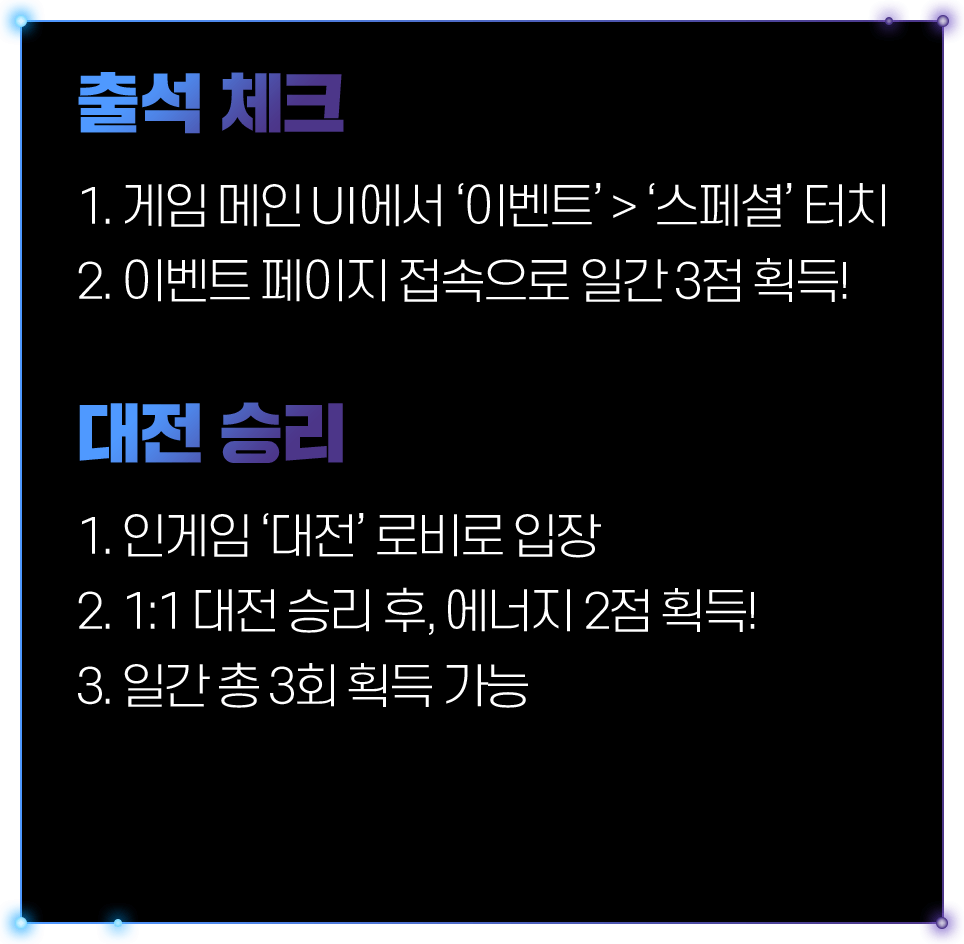 출석 체크
1. 게임 메인 UI에서 ‘이벤트’ > ‘스페셜’ 터치
2. 이벤트 페이지 접속으로 일간 3점 획득!
대전 승리
1. 인게임 ‘대전’ 로비로 입장
2. 1:1 대전 승리 후, 에너지 2점 획득!
3. 일간 총 3회 획득 가능